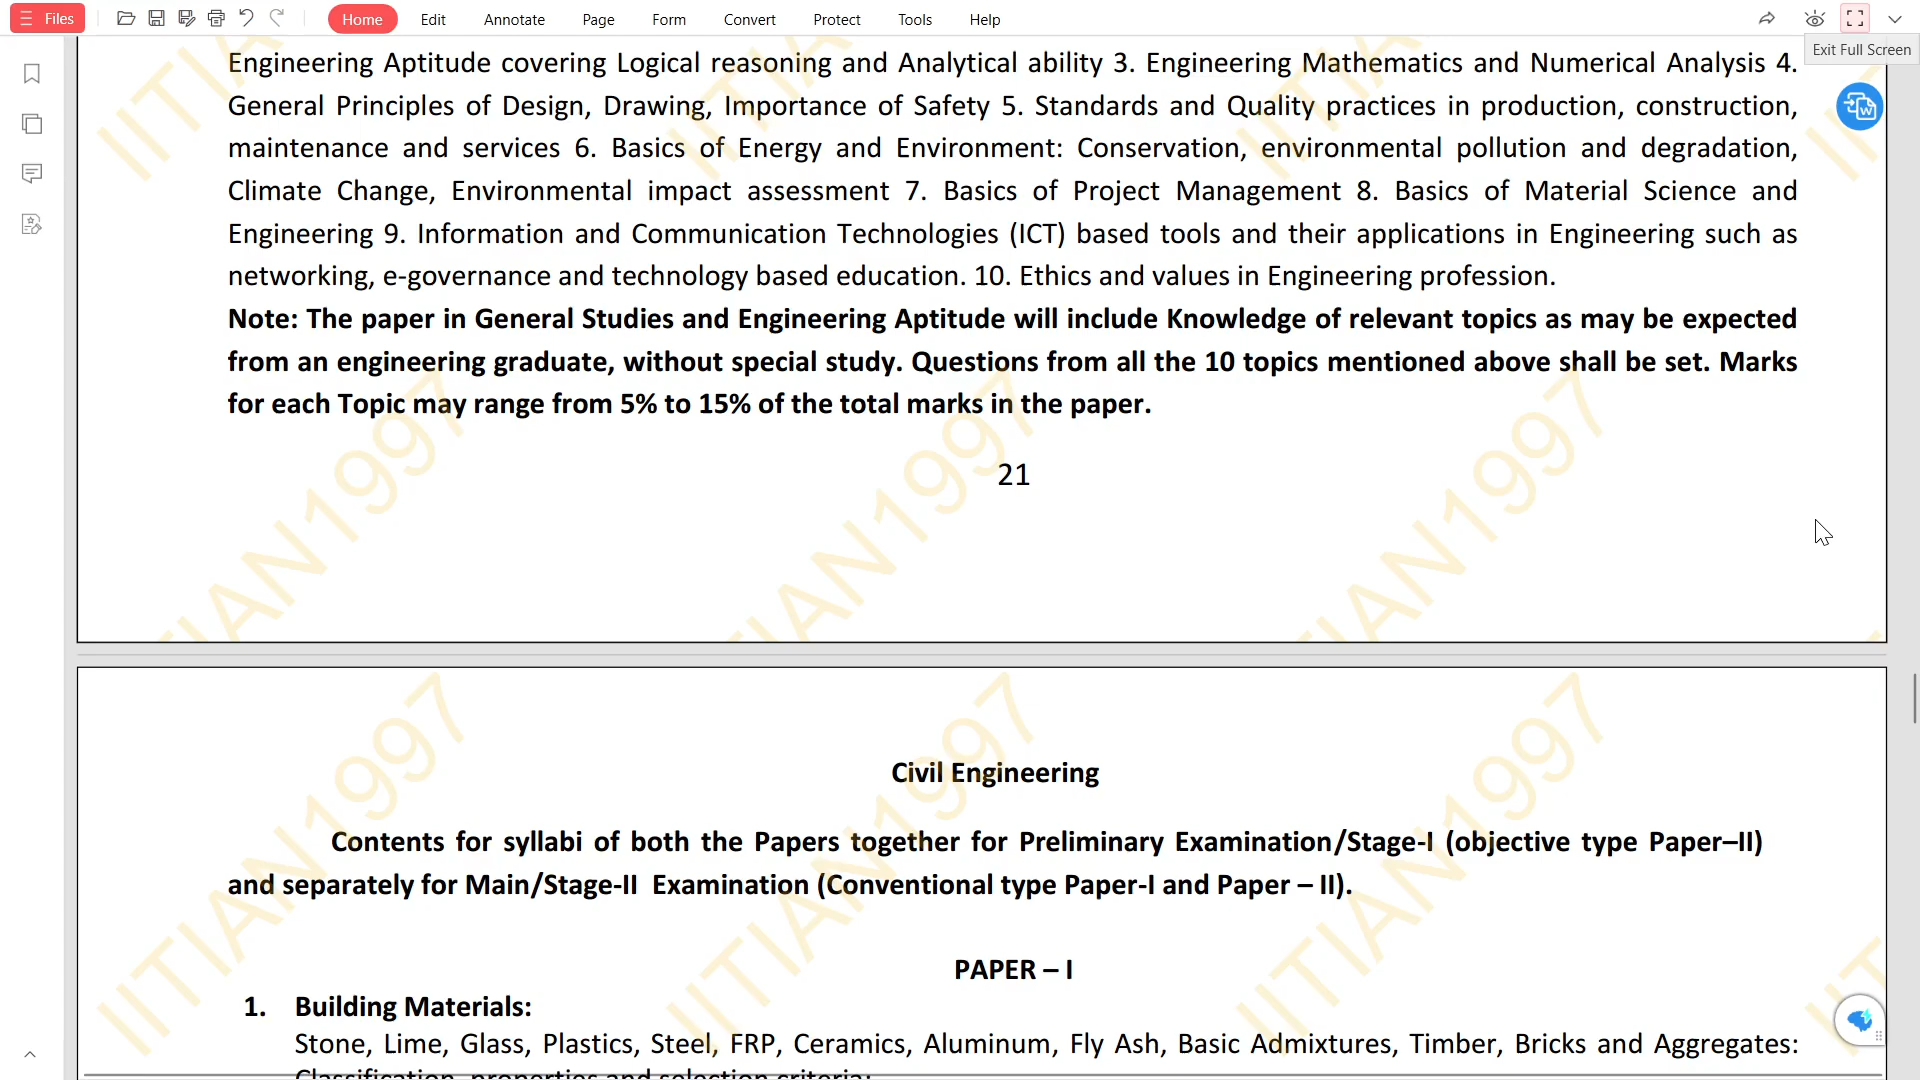 Files
Home Edit Annotate Page Form Convert Protect Tools Help
Exit Full Screen
Engineering Aptitude covering Logical reasoning and Analytical ability 3. Engineering Mathematics and Numerical Analysis 4.
General Principles of Design, Drawing, Importance of Safety 5. Standards and Quality practices in production, construction,
maintenance and services 6. Basics of Energy and Environment: Conservation, environmental pollution and degradation,
Climate Change, Environmental impact assessment 7. Basics of Project Management 8. Basics of Material Science and
Engineering 9. Information and Communication Technologies (ICT) based tools and their applications in Engineering such as
networking, e-governance and technology based education. 10. Ethics and values in Engineering profession.
Note: The paper in General Studies and Engineering Aptitude will include Knowledge of relevant topics as may be expected
from an engineering graduate, without special study. Questions from all the 10 topics mentioned above shall be set. Marks
for each Topic may range from 5% to 15% of the total marks in the paper.
21
Civil Engineering
Contents for syllabi of both the Papers together for Preliminary Examination/Stage-I (objective type Paper–II)
and separately for Main/Stage-II Examination (Conventional type Paper-I and Paper – II).
PAPER – I
1. Building Materials:
Stone, Lime, Glass, Plastics, Steel, FRP, Ceramics, Aluminum, Fly Ash, Basic Admixtures, Timber, Bricks and Aggregates:
Classification, properties and selection criteria;
IITIAN1997
IITIAN1997
IITIAN1997